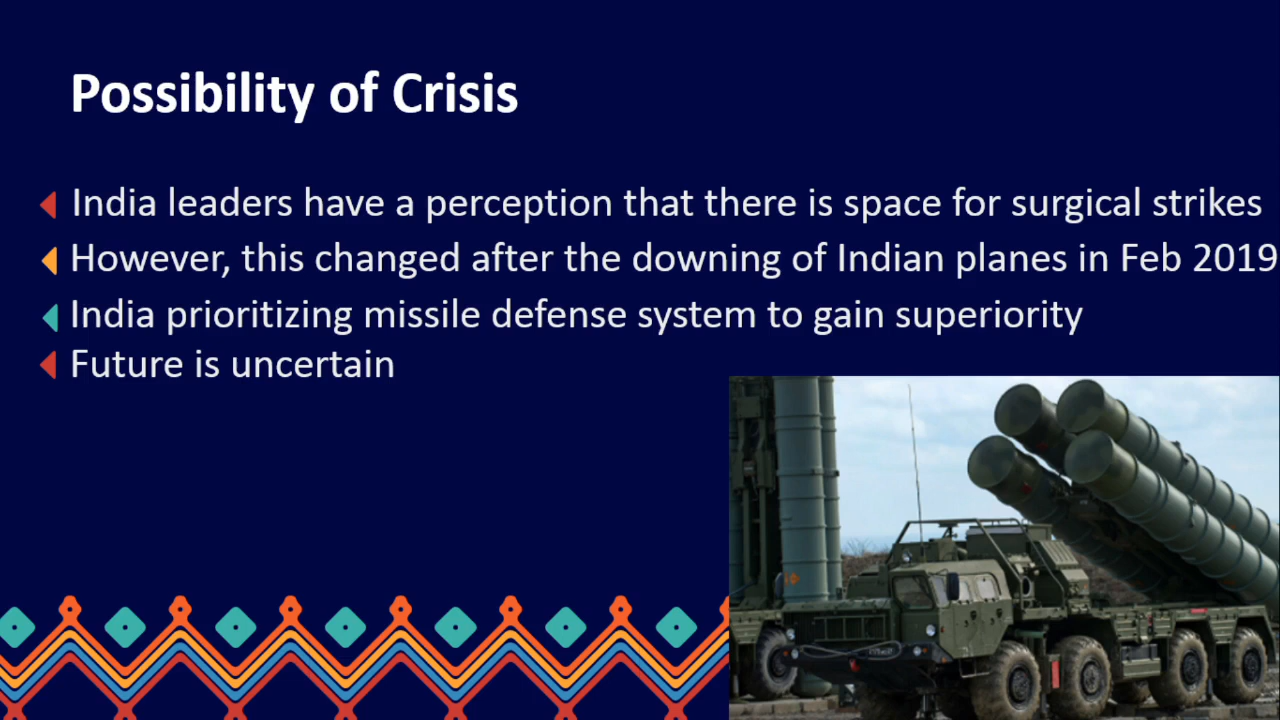 Possibility of Crisis
India leaders have a perception that there is space for surgical strikes
However, this changed after the downing of Indian planes in Feb 2019
India prioritizing missile defense system to gain superiority
Future is uncertain